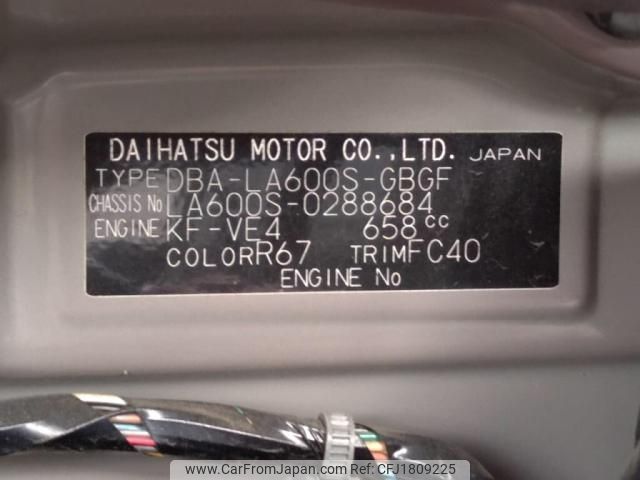 DAIHATSU MOTOR CO.,LTD. JAPAN
TYPE DBA-LA600S-GBGF
CHASSIS No LA600S-0288684
ENGINE KF-VE4 658cc
COLOR R67 TRIM FC40
ENGINE No
www.CarFromJapan.com Ref:CFJ1809225